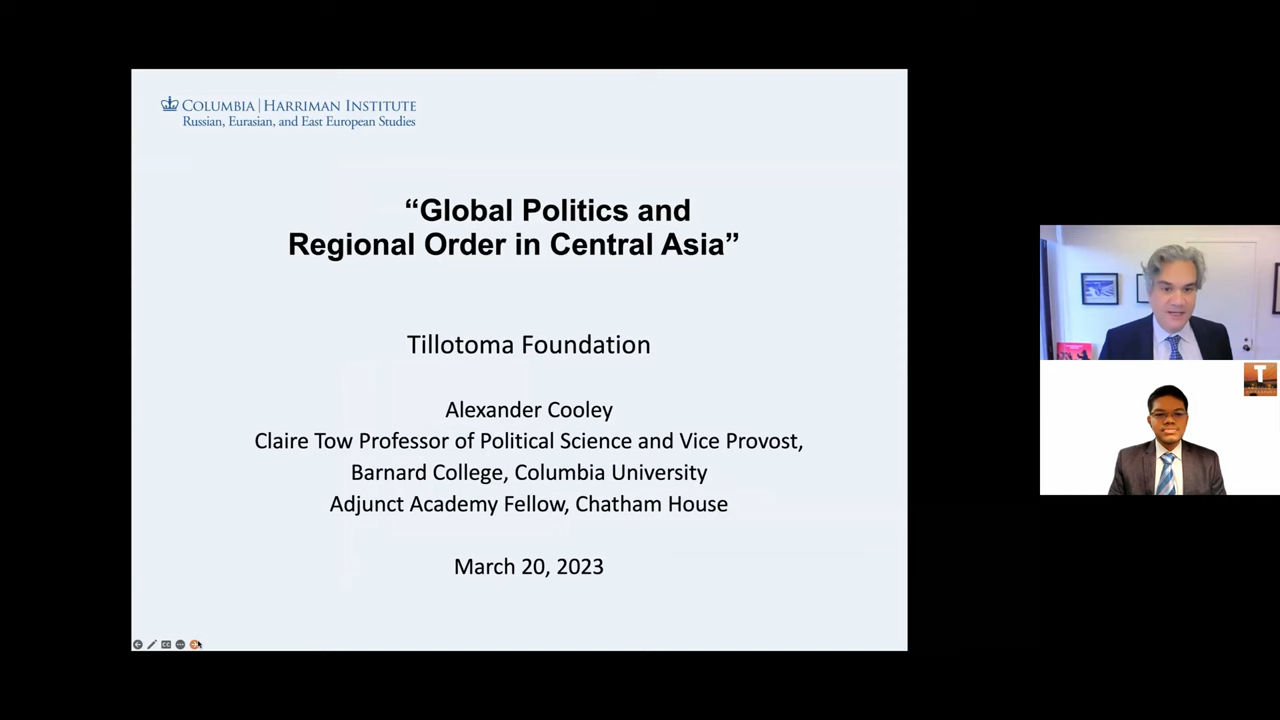 COLUMBIA | HARRIMAN INSTITUTE
Russian, Eurasian, and East European Studies
“Global Politics and
Regional Order in Central Asia”
Tillotoma Foundation
Alexander Cooley
Claire Tow Professor of Political Science and Vice Provost,
Barnard College, Columbia University
Adjunct Academy Fellow, Chatham House
March 20, 2023
T